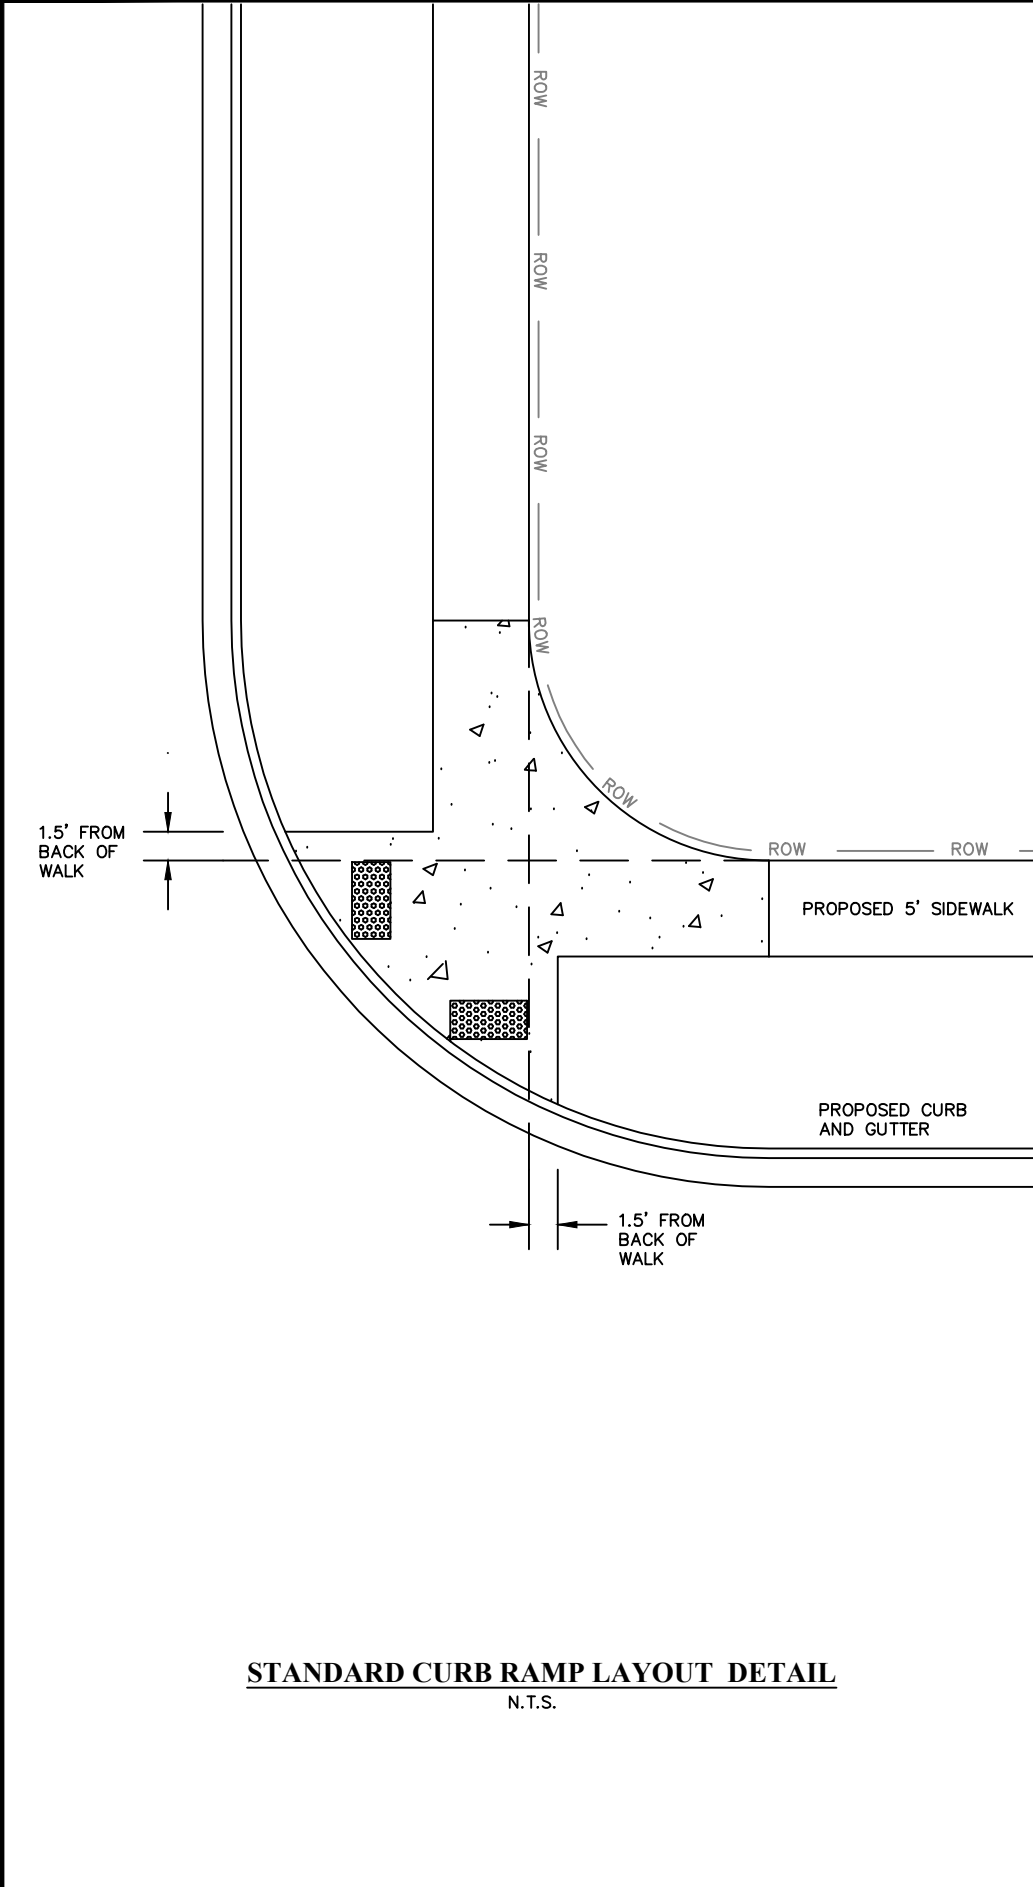 ROW
ROW
ROW
ROW
ROW
1.5' FROM
BACK OF
WALK
ROW
ROW
PROPOSED 5' SIDEWALK
PROPOSED CURB
AND GUTTER
1.5' FROM
BACK OF
WALK
STANDARD CURB RAMP LAYOUT DETAIL
N.T.S.